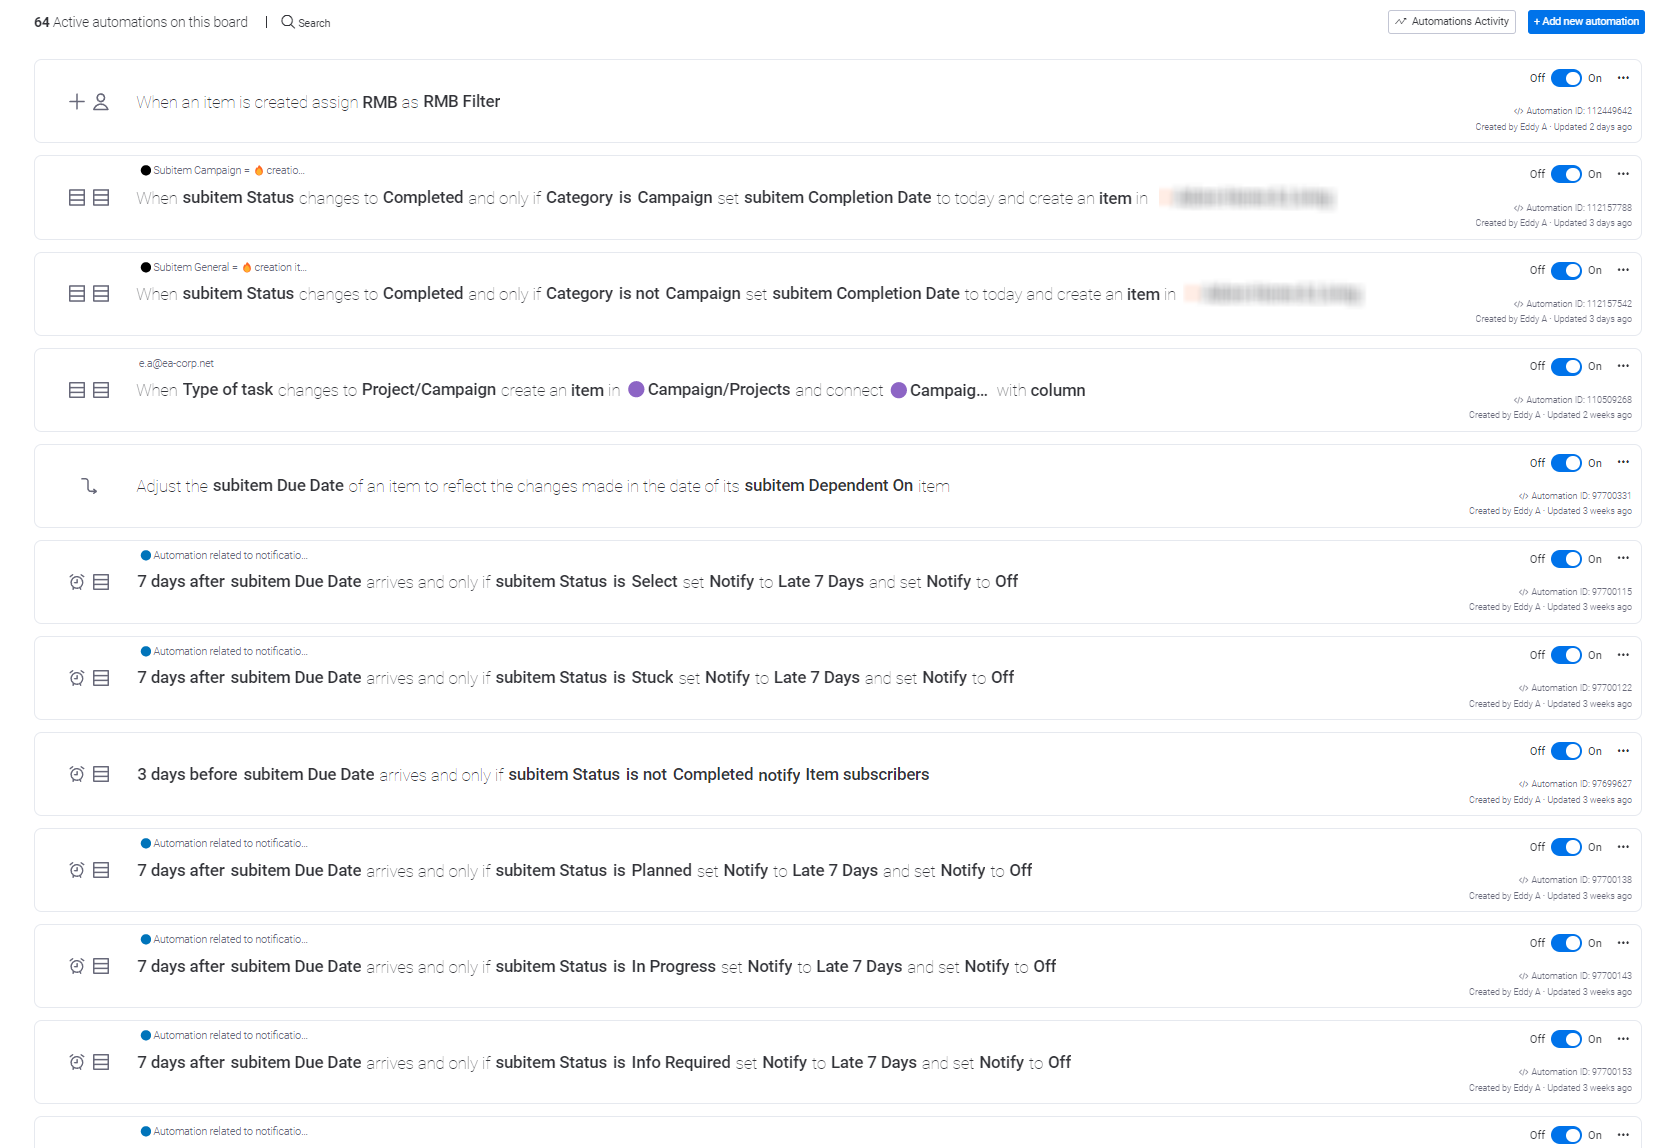 64 Active automations on this board | Search
Automations Activity
+ Add new automation
Off On
When an item is created assign RMB as RMB Filter
</> Automation ID: 112449642
Created by Eddy A · Updated 2 days ago
Subitem Campaign = 🔥 creatio...
Off On
When subitem Status changes to Completed and only if Category is Campaign set subitem Completion Date to today and create an item in
</> Automation ID: 112157788
Created by Eddy A · Updated 3 days ago
Subitem General = 🔥 creation it...
Off On
When subitem Status changes to Completed and only if Category is not Campaign set subitem Completion Date to today and create an item in
</> Automation ID: 112157542
Created by Eddy A · Updated 3 days ago
e.a@ea-corp.net
Off On
When Type of task changes to Project/Campaign create an item in Campaign/Projects and connect Campaig... with column
</> Automation ID: 110509268
Created by Eddy A · Updated 2 weeks ago
Off On
Adjust the subitem Due Date of an item to reflect the changes made in the date of its subitem Dependent On item
</> Automation ID: 97700331
Created by Eddy A · Updated 3 weeks ago
Automation related to notificatio...
Off On
7 days after subitem Due Date arrives and only if subitem Status is Select set Notify to Late 7 Days and set Notify to Off
</> Automation ID: 97700115
Created by Eddy A · Updated 3 weeks ago
Automation related to notificatio...
Off On
7 days after subitem Due Date arrives and only if subitem Status is Stuck set Notify to Late 7 Days and set Notify to Off
</> Automation ID: 97700122
Created by Eddy A · Updated 3 weeks ago
Off On
3 days before subitem Due Date arrives and only if subitem Status is not Completed notify Item subscribers
</> Automation ID: 97699627
Created by Eddy A · Updated 3 weeks ago
Automation related to notificatio...
Off On
7 days after subitem Due Date arrives and only if subitem Status is Planned set Notify to Late 7 Days and set Notify to Off
</> Automation ID: 97700138
Created by Eddy A · Updated 3 weeks ago
Automation related to notificatio...
Off On
7 days after subitem Due Date arrives and only if subitem Status is In Progress set Notify to Late 7 Days and set Notify to Off
</> Automation ID: 97700143
Created by Eddy A · Updated 3 weeks ago
Automation related to notificatio...
Off On
7 days after subitem Due Date arrives and only if subitem Status is Info Required set Notify to Late 7 Days and set Notify to Off
</> Automation ID: 97700153
Created by Eddy A · Updated 3 weeks ago
Automation related to notificatio...
Off On